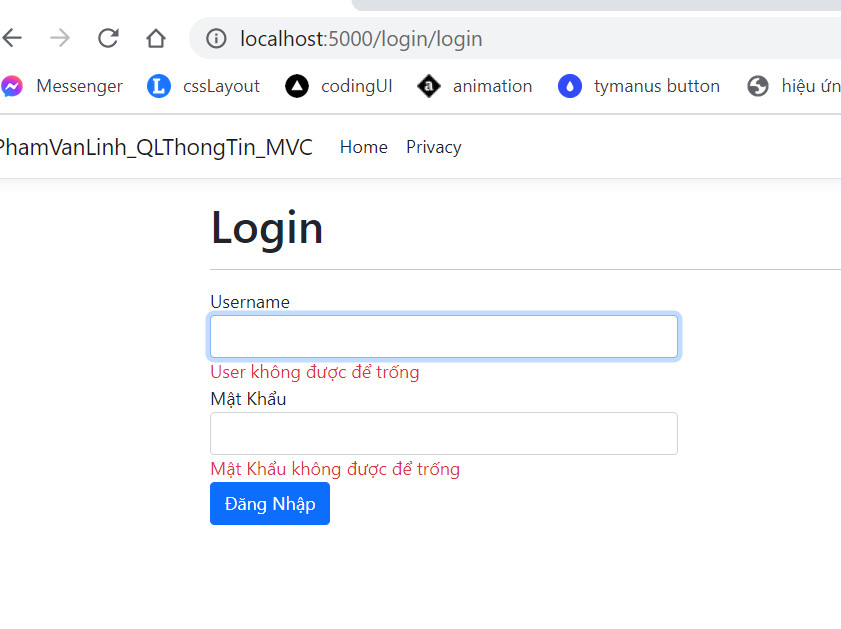 localhost:5000/login/login
Messenger cssLayout codingUI animation tymanus button hiệu ứn
PhamVanLinh_QLThongTin_MVC Home Privacy
Login
Username
User không được để trống
Mật Khẩu
Mật Khẩu không được để trống
Đăng Nhập